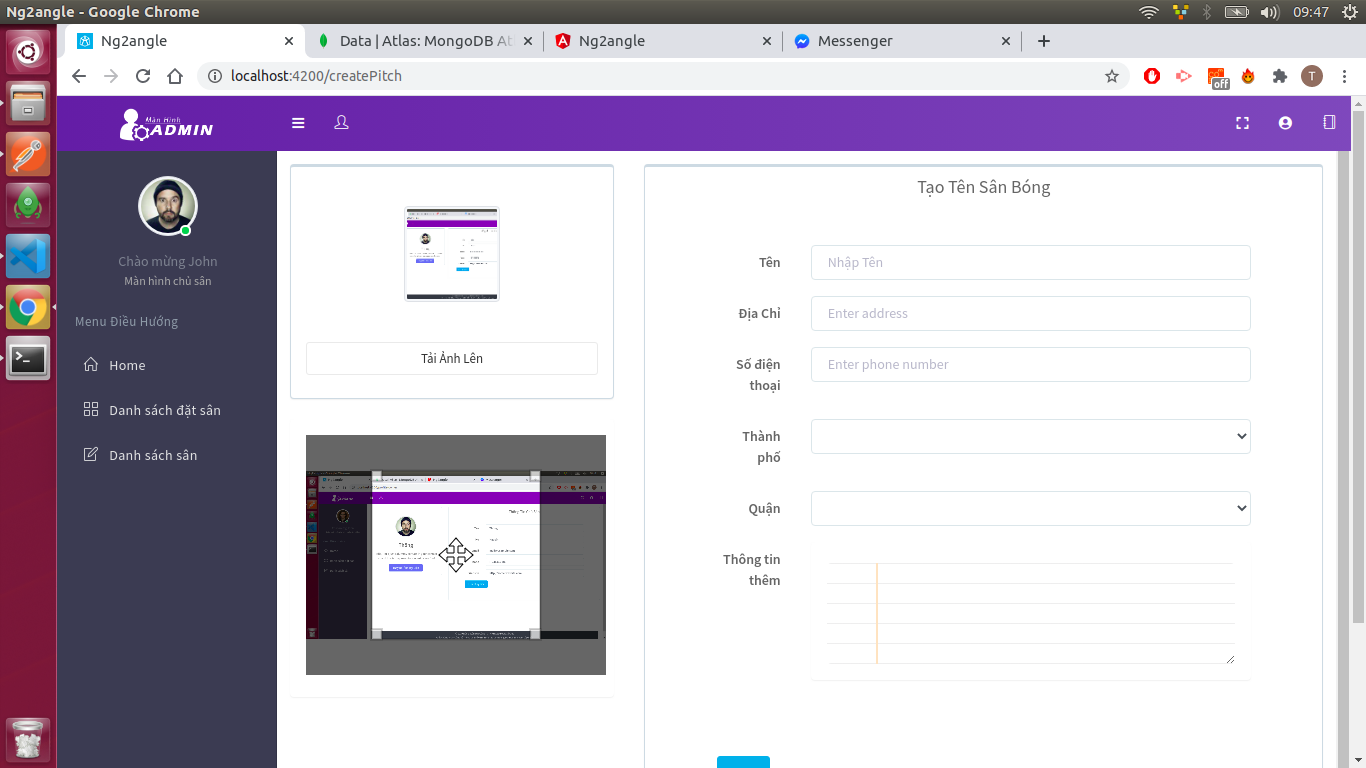 Ng2angle - Google Chrome
09:47
Ng2angle
Data | Atlas: MongoDB Atl
Ng2angle
Messenger
localhost:4200/createPitch
off
T
Màn Hình
ADMIN
Chào mừng John
Màn hình chủ sân
Menu Điều Hướng
Home
Danh sách đặt sân
Danh sách sân
Tải Ảnh Lên
Thông
Tạo Tên Sân Bóng
Tên
Nhập Tên
Địa Chỉ
Enter address
Số điện
thoại
Enter phone number
Thành
phố
Quận
Thông tin
thêm